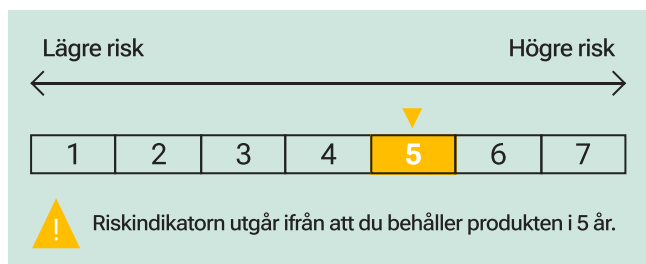 Lägre risk Högre risk
1 2 3 4 5 6 7
! Riskindikatorn utgår ifrån att du behåller produkten i 5 år.